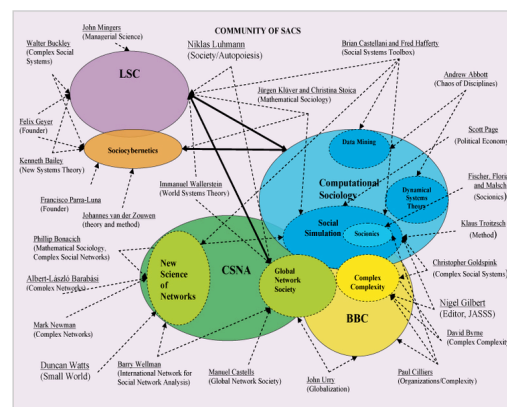 COMMUNITY OF SACS
John Mingers
(Managerial Science)
Walter Buckley
(Complex Social
Systems)
Niklas Luhmann
(Society/Autopoiesis)
Brian Castellani and Fred Hafferty
(Social Systems Toolbox)
LSC
Jürgen Klüver and Christina Stoica
(Mathematical Sociology)
Andrew Abbott
(Chaos of Disciplines)
Felix Geyer
(Founder)
Sociocybernetics
Data Mining
Scott Page
(Political Economy)
Kenneth Bailey
(New Systems Theory)
Immanuel Wallerstein
(World Systems Theory)
Computational
Sociology
Dynamical
Systems
Theory
Fischer, Floria
and Malsch
(Socionics)
Francisco Parra-Luna
(Founder)
Johannes van der Zouwen
(theory and method)
Social
Simulation
Socionics
Klaus Troitzsch
(Method)
Phillip Bonacich
(Mathematical Sociology,
Complex Social Networks)
New
Science
of
Networks
CSNA
Global
Network
Society
Complex
Complexity
Christopher Goldspink
(Complex Social Systems)
Albert-László Barabási
(Complex Networks)
BBC
Nigel Gilbert
(Editor, JASSS)
Mark Newman
(Complex Networks)
David Byrne
(Complex Complexity)
Duncan Watts
(Small World)
Barry Wellman
(International Network for
Social Network Analysis)
Manuel Castells
(Global Network Society)
John Urry
(Globalization)
Paul Cilliers
(Organizations/Complexity)